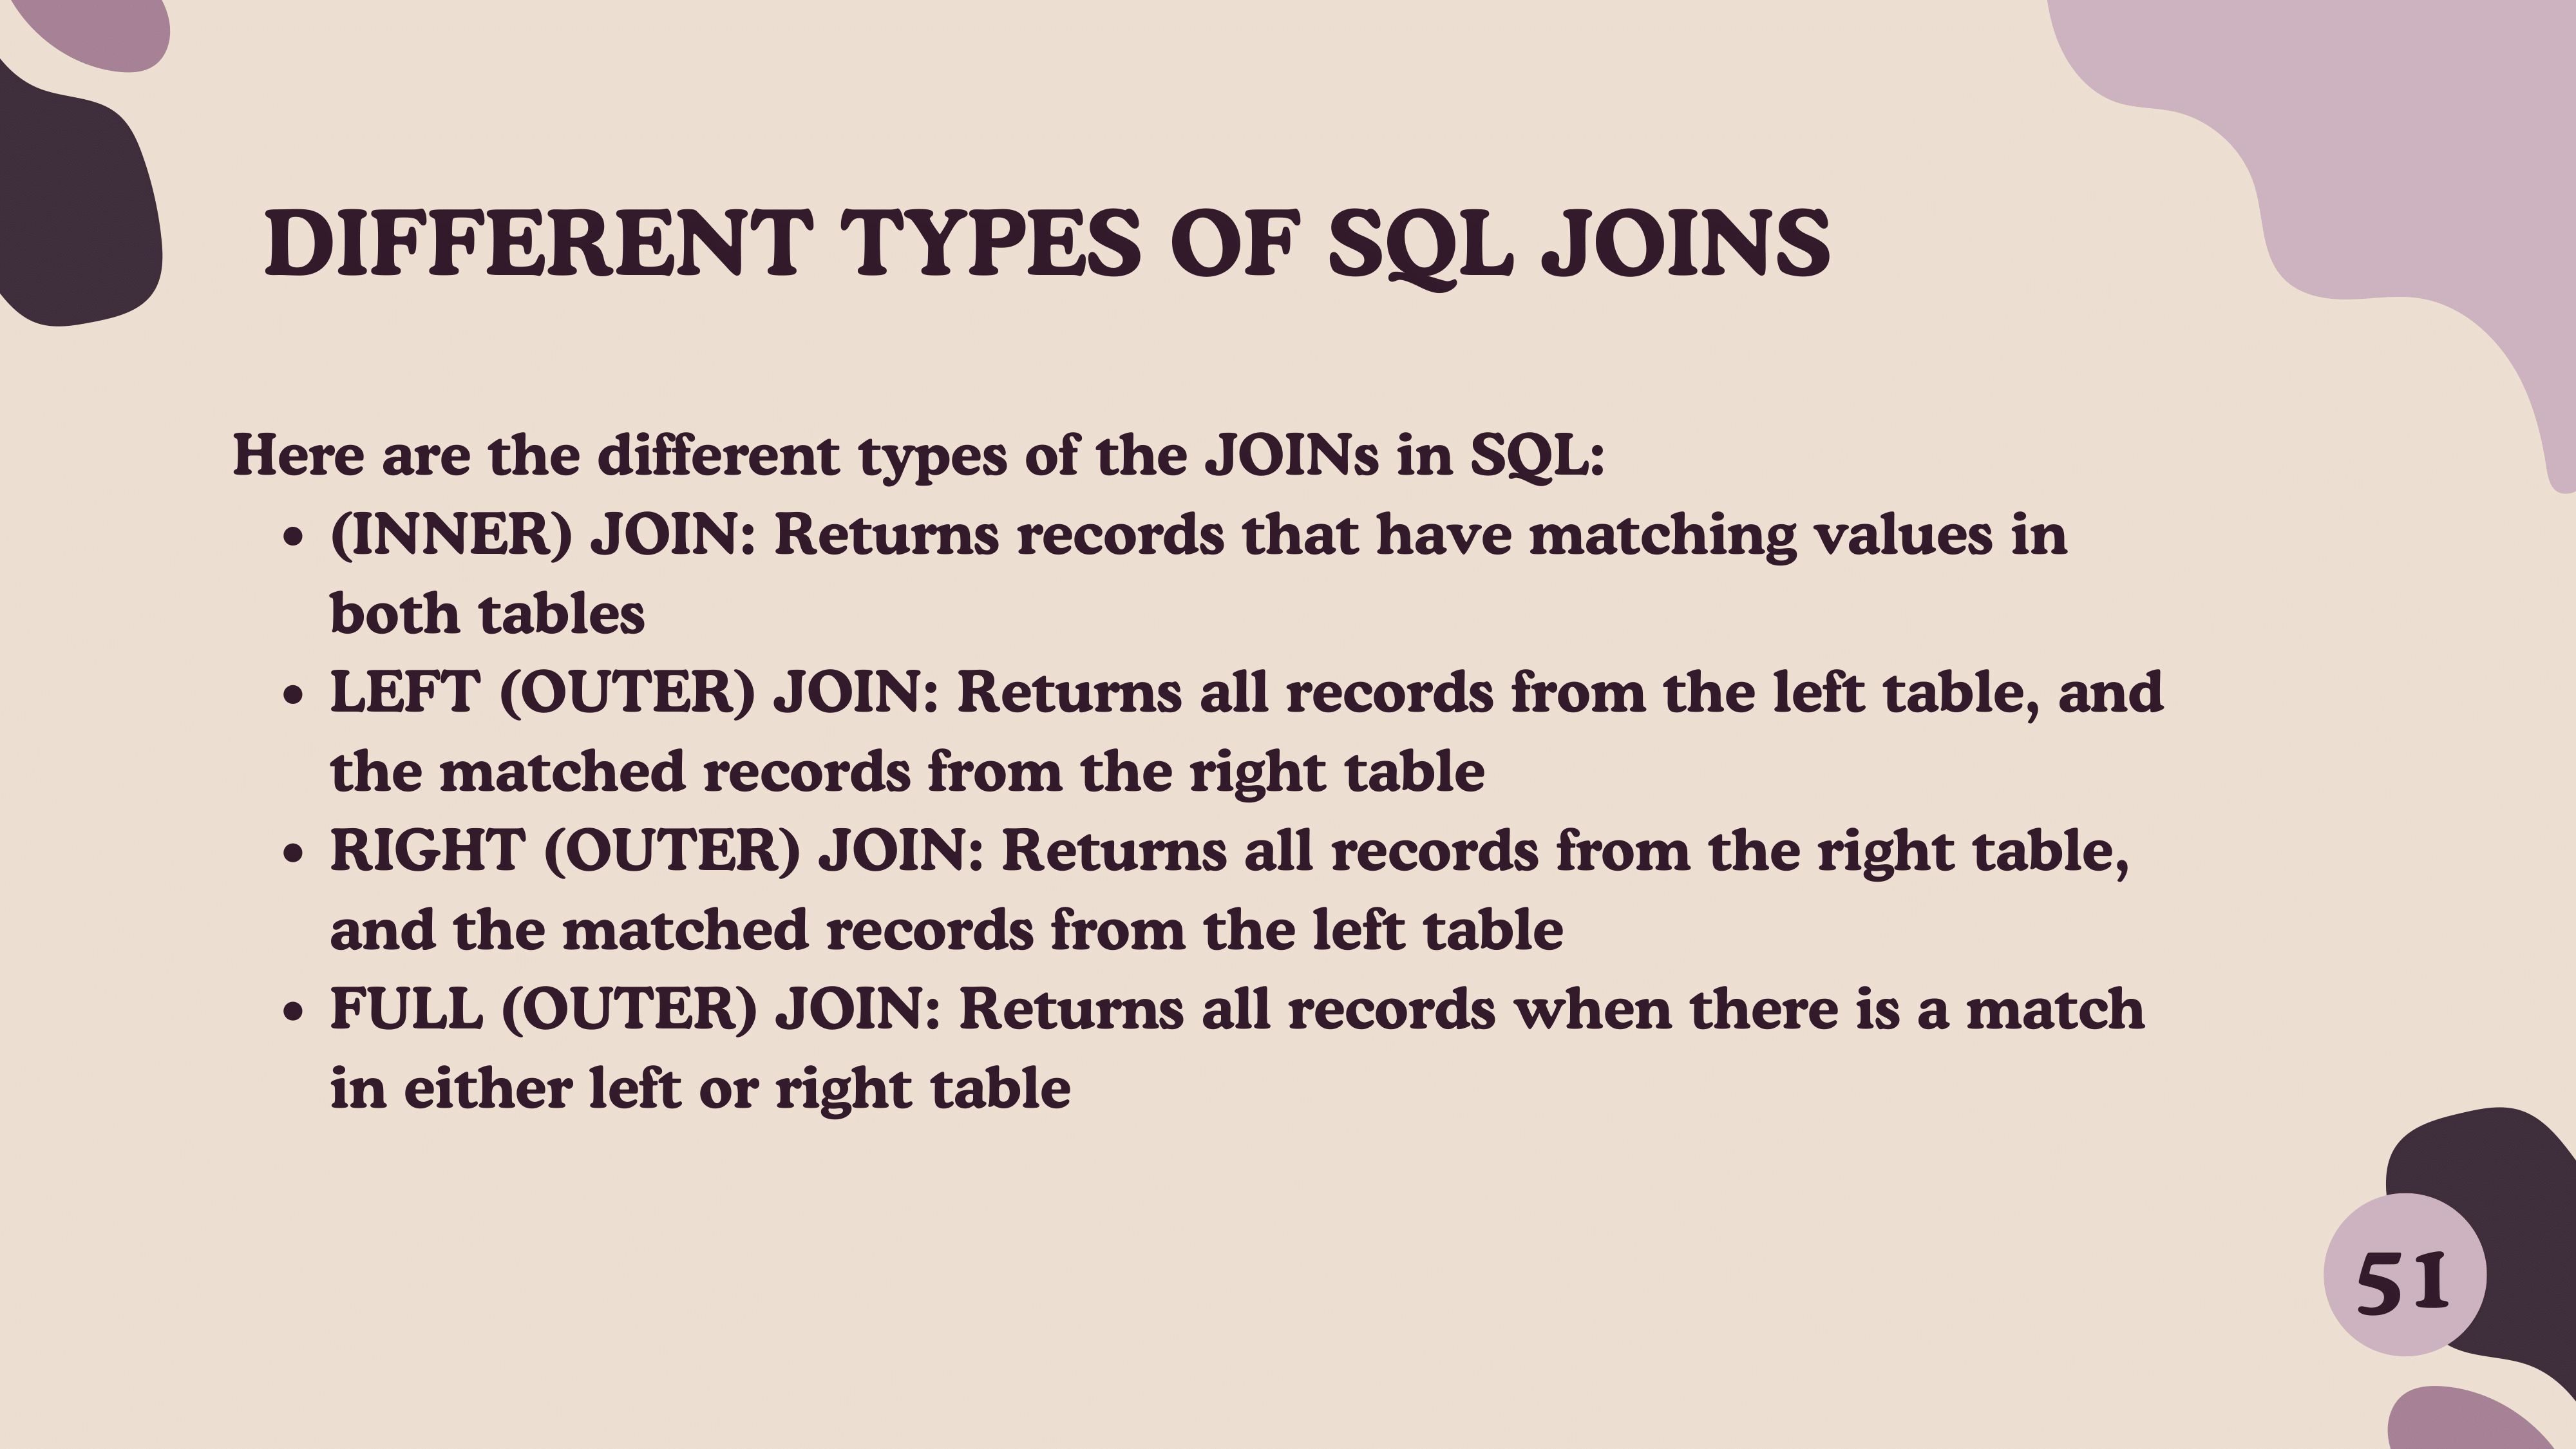 DIFFERENT TYPES OF SQL JOINS
Here are the different types of the JOINs in SQL:
• (INNER) JOIN: Returns records that have matching values in
both tables
• LEFT (OUTER) JOIN: Returns all records from the left table, and
the matched records from the right table
• RIGHT (OUTER) JOIN: Returns all records from the right table,
and the matched records from the left table
• FULL (OUTER) JOIN: Returns all records when there is a match
in either left or right table
51